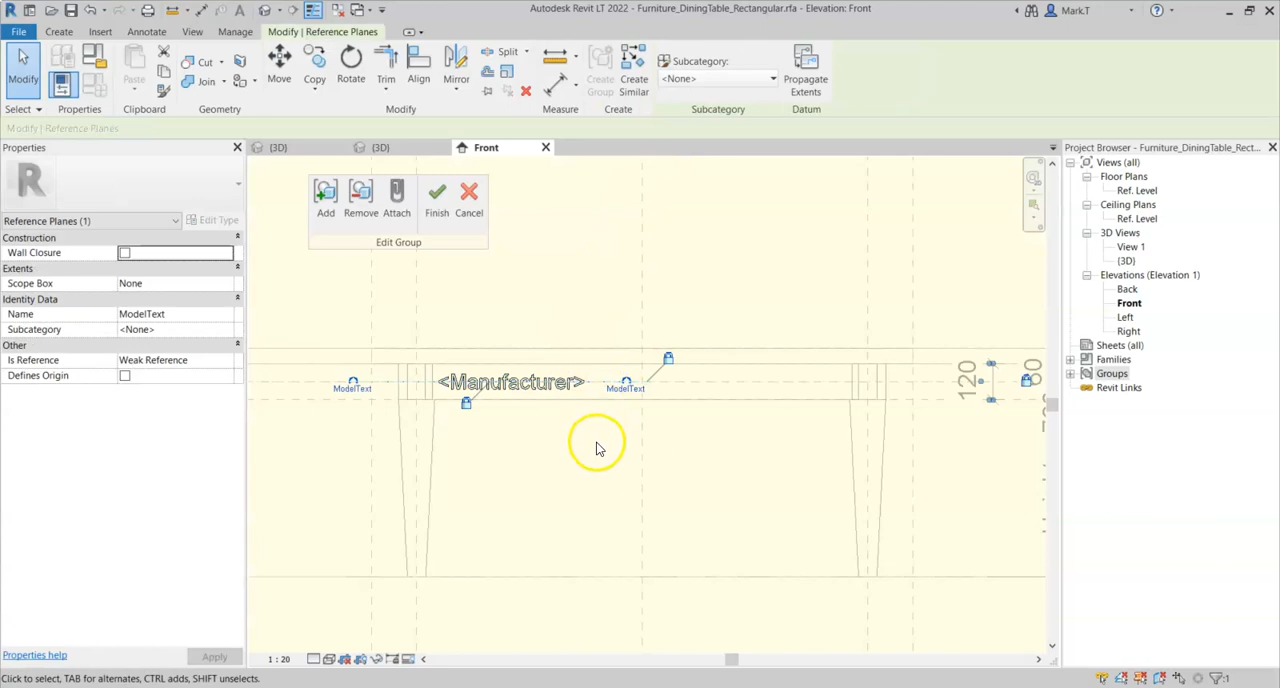 Autodesk Revit LT 2022 - Furniture_DiningTable_Rectangular.rfa - Elevation: Front
Mark.T
File
Create
Insert
Annotate
View
Manage
Modify | Reference Planes
Modify
Select
Properties
Paste
Clipboard
Cut
Join
Geometry
Move
Copy
Rotate
Trim
Align
Mirror
Split
Modify
Measure
Create Group
Create Similar
Create
Subcategory:
<None>
Subcategory
Propagate Extents
Datum
Modify | Reference Planes
Properties
Reference Planes (1)
Edit Type
Construction
Wall Closure
Extents
Scope Box None
Identity Data
Name ModelText
Subcategory <None>
Other
Is Reference Weak Reference
Defines Origin
Properties help
Apply
(3D)
(3D)
Front
Add
Remove
Attach
Finish
Cancel
Edit Group
ModelText
<Manufacturer>
ModelText
120
1 : 20
Project Browser - Furniture_DiningTable_Rect...
Views (all)
Floor Plans
Ref. Level
Ceiling Plans
Ref. Level
3D Views
View 1
{3D}
Elevations (Elevation 1)
Back
Front
Left
Right
Sheets (all)
Families
Groups
Revit Links
Click to select, TAB for alternates, CTRL adds, SHIFT unselects.
:1